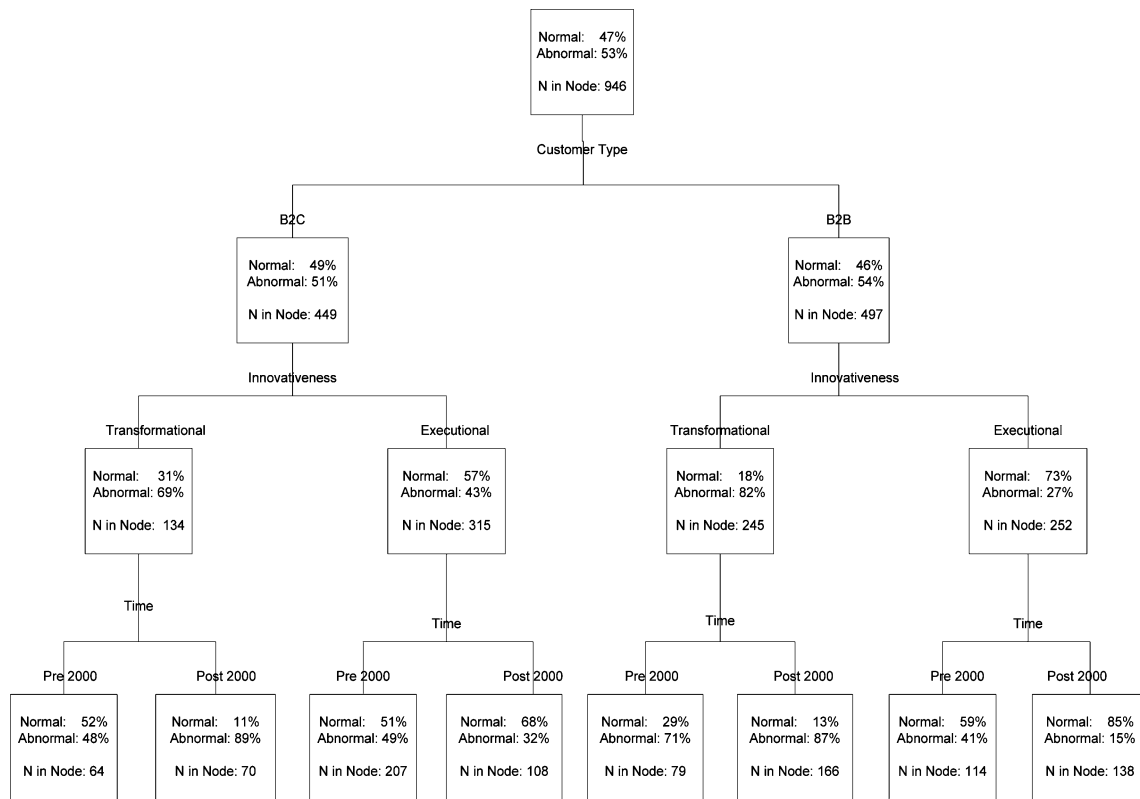 Normal: 47%
Abnormal: 53%
N in Node: 946
Customer Type
B2C
Normal: 49%
Abnormal: 51%
N in Node: 449
B2B
Normal: 46%
Abnormal: 54%
N in Node: 497
Innovativeness
Innovativeness
Transformational
Normal: 31%
Abnormal: 69%
N in Node: 134
Executional
Normal: 57%
Abnormal: 43%
N in Node: 315
Transformational
Normal: 18%
Abnormal: 82%
N in Node: 245
Executional
Normal: 73%
Abnormal: 27%
N in Node: 252
Time
Time
Time
Time
Pre 2000
Normal: 52%
Abnormal: 48%
N in Node: 64
Post 2000
Normal: 11%
Abnormal: 89%
N in Node: 70
Pre 2000
Normal: 51%
Abnormal: 49%
N in Node: 207
Post 2000
Normal: 68%
Abnormal: 32%
N in Node: 108
Pre 2000
Normal: 29%
Abnormal: 71%
N in Node: 79
Post 2000
Normal: 13%
Abnormal: 87%
N in Node: 166
Pre 2000
Normal: 59%
Abnormal: 41%
N in Node: 114
Post 2000
Normal: 85%
Abnormal: 15%
N in Node: 138